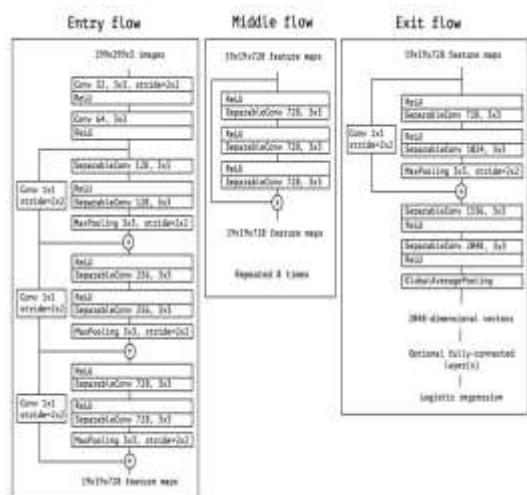 Entry flow
299x299x3 images
Conv 32, 3x3, stride=2x2
ReLU
Conv 64, 3x3
ReLU
Conv 1x1
stride=2x2
SeparableConv 128, 3x3
ReLU
SeparableConv 128, 3x3
MaxPooling 3x3, stride=2x2
+
Conv 1x1
stride=2x2
ReLU
SeparableConv 256, 3x3
ReLU
SeparableConv 256, 3x3
MaxPooling 3x3, stride=2x2
+
Conv 1x1
stride=2x2
ReLU
SeparableConv 728, 3x3
ReLU
SeparableConv 728, 3x3
MaxPooling 3x3, stride=2x2
+
19x19x728 feature maps
Middle flow
19x19x728 feature maps
ReLU
SeparableConv 728, 3x3
ReLU
SeparableConv 728, 3x3
ReLU
SeparableConv 728, 3x3
+
19x19x728 feature maps
Repeated 8 times
Exit flow
19x19x728 feature maps
Conv 1x1
stride=2x2
ReLU
SeparableConv 728, 3x3
ReLU
SeparableConv 1024, 3x3
MaxPooling 3x3, stride=2x2
+
SeparableConv 1536, 3x3
ReLU
SeparableConv 2048, 3x3
ReLU
GlobalAveragePooling
2048-dimensional vectors
Optional fully-connected
layer(s)
Logistic regression